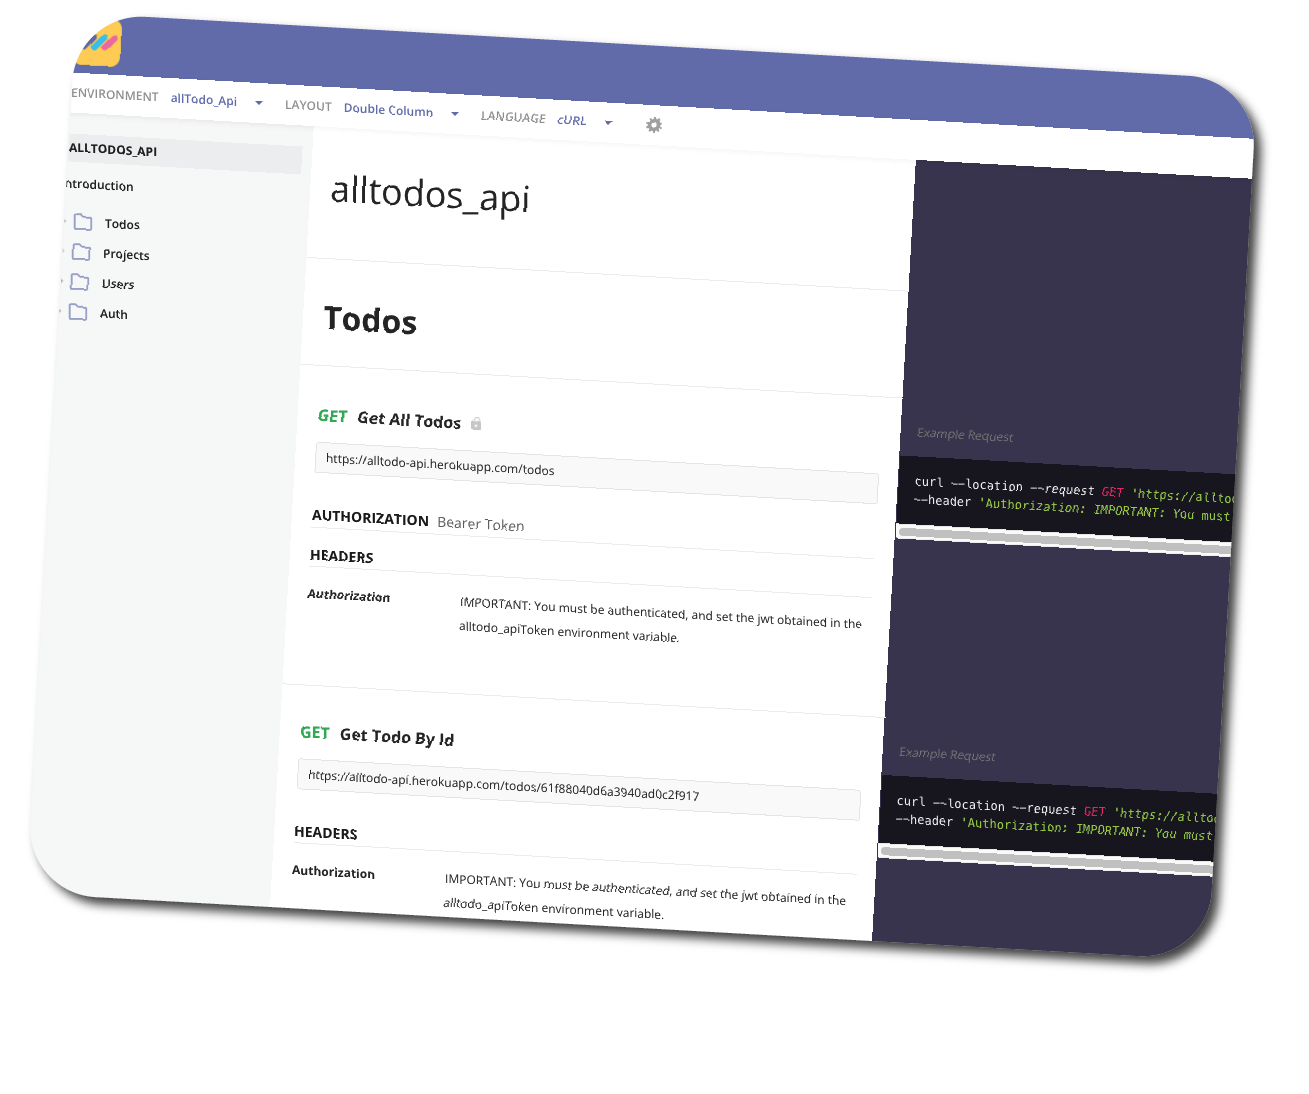 ENVIRONMENT allTodo_Api LAYOUT Double Column LANGUAGE cURL
ALLTODOS_API
ntroduction
Todos
Projects
Users
Auth
alltodos_api
Todos
GET Get All Todos
https://alltodo-api.herokuapp.com/todos
AUTHORIZATION Bearer Token
HEADERS
Authorization IMPORTANT: You must be authenticated, and set the jwt obtained in the
alltodo_apiToken environment variable.
Example Request
curl --location --request GET 'https://alltod
--header 'Authorization: IMPORTANT: You must
GET Get Todo By Id
https://alltodo-api.herokuapp.com/todos/61f88040d6a3940ad0c2f917
HEADERS
Authorization IMPORTANT: You must be authenticated, and set the jwt obtained in the
alltodo_apiToken environment variable.
Example Request
curl --location --request GET 'https://alltod
--header 'Authorization: IMPORTANT: You must